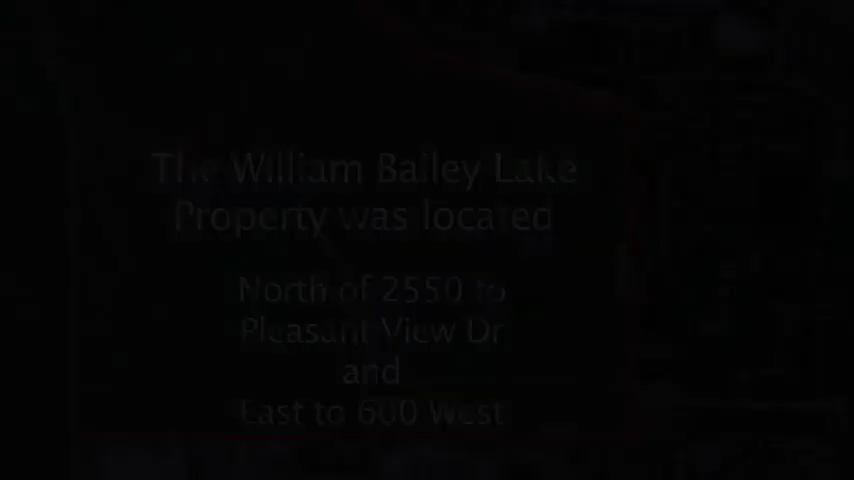 The William Bailey Lake
Property was located
North of 2550 to
Pleasant View Dr
and
East to 600 West